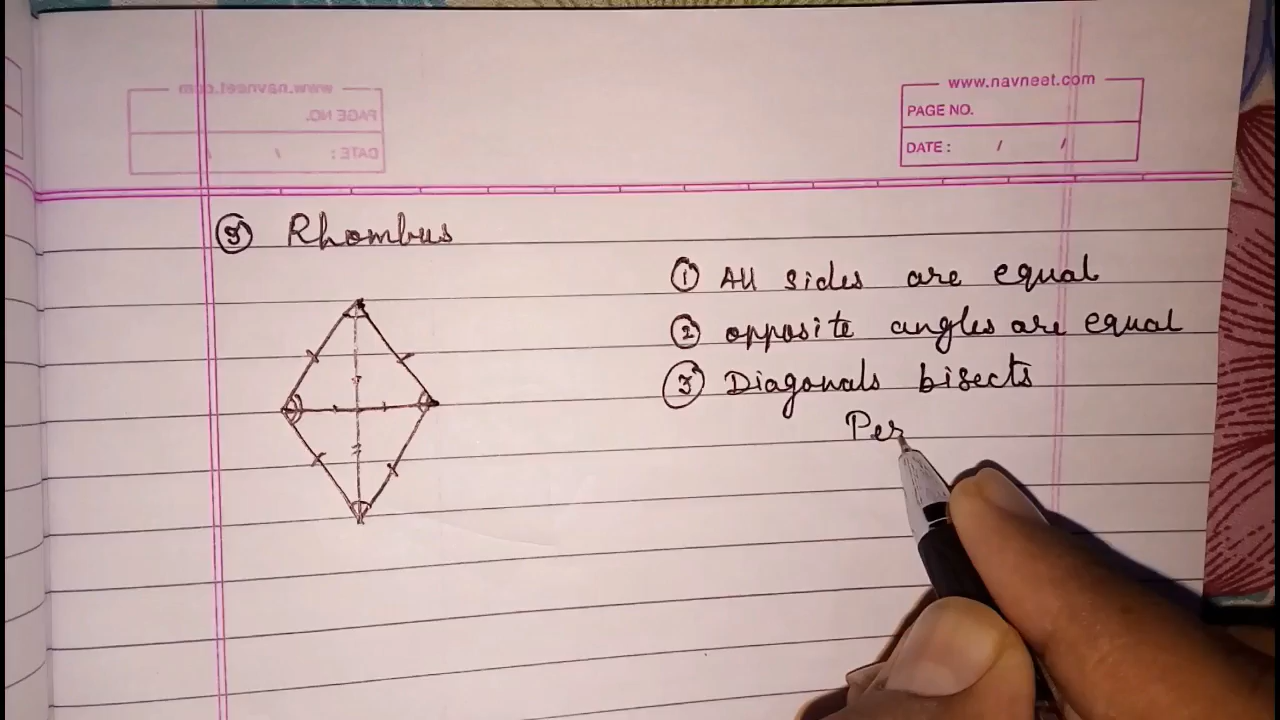 www.navneet.com
PAGE NO.
DATE : / /
③ Rhombus
① All sides are equal
② opposite angles are equal
③ Diagonals bisects
Per